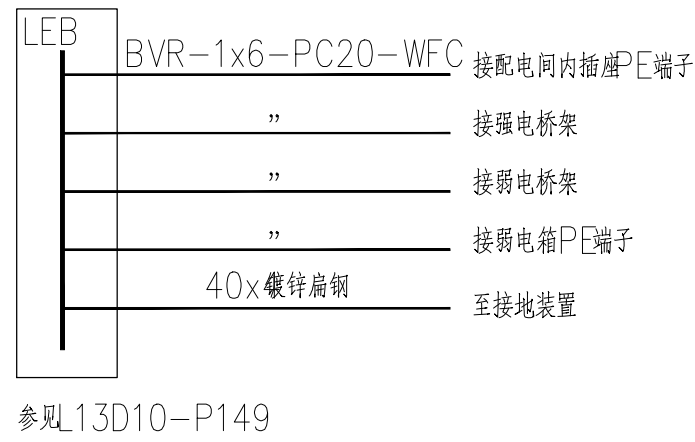 LEB
BVR-1x6-PC20-WFC 接配电间内插座PE端子
” 接强电桥架
” 接弱电桥架
” 接弱电箱PE端子
40x4镀锌扁钢 至接地装置
参见L13D10-P149